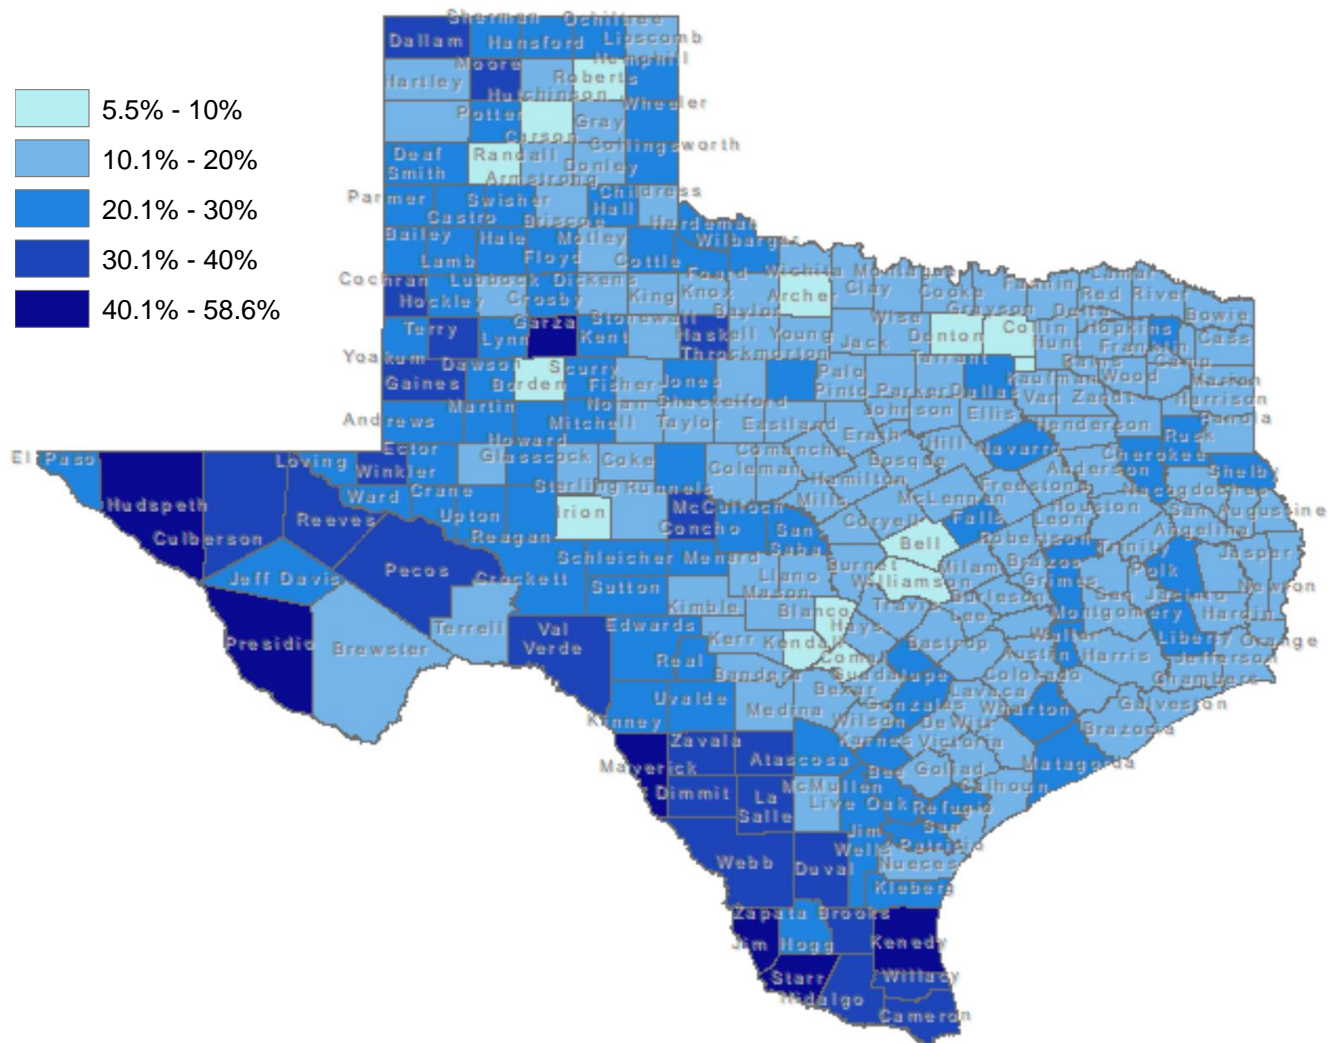 5.5% - 10%
10.1% - 20%
20.1% - 30%
30.1% - 40%
40.1% - 58.6%
Sherman Ochiltree
Dallam Hansford Lipscomb
Moore Hemphill
Hartley Roberts
Hutchinson Wheeler
Potter Gray
Carson Collingsworth
Deaf Smith Randall Donley
Armstrong
Parmer Swisher Childress
Castro Briscoe Hall Hardeman
Bailey Hale Motley Wilbarger
Lamb Floyd Cottle Foard Wichita Montague
Cochran Lubbock Dickens Clay Fannin Lamar
Hockley Crosby King Knox Archer Cooke Grayson Red River
Baylor Wise Delta Bowie
Terry Garza Stonewall Haskell Young Denton Collin Hopkins
Lynn Kent Throckmorton Jack Hunt Franklin Cass
Yoakum Dawson Scurry Tarrant Rains Camp
Gaines Borden Fisher Jones Palo Pinto Parker Dallas Kaufman Wood Marion
Van Zandt Harrison
Martin Nolan Shackelford Johnson Ellis Panola
Andrews Mitchell Taylor Eastland Henderson
Howard Erath Hill Navarro Rusk
El Paso Loving Ector Glasscock Coke Comanche Bosque Cherokee
Winkler Coleman Anderson Shelby
Ward Crane Sterling Runnels Hamilton Freestone Nacogdoches
Hudspeth Reeves Upton Irion McCulloch Mills McLennan Houston San Augustine
Culberson Reagan Concho San Saba Coryell Falls Leon Angelina
Bell Robertson Trinity
Jeff Davis Pecos Schleicher Menard Burnet Milam Brazos Polk Jasper
Crockett Sutton Llano Williamson Grimes Newton
Mason Burleson San Jacinto
Kimble Blanco Travis Lee Montgomery Hardin
Presidio Brewster Terrell Val Verde Edwards Kerr Kendall Hays Bastrop Waller Liberty Orange
Real Bandera Comal Austin Harris Jefferson
Guadalupe Colorado Chambers
Kinney Uvalde Medina Bexar Gonzales Lavaca Wharton Galveston
Wilson DeWitt Brazoria
Zavala Karnes Victoria
Maverick Atascosa Bee Goliad Matagorda
Dimmit La Salle McMullen Live Oak Refugio Calhoun
Jim Wells San Patricio
Webb Duval Nueces
Kleberg
Zapata Brooks
Jim Hogg Kenedy
Starr Willacy
Hidalgo Cameron